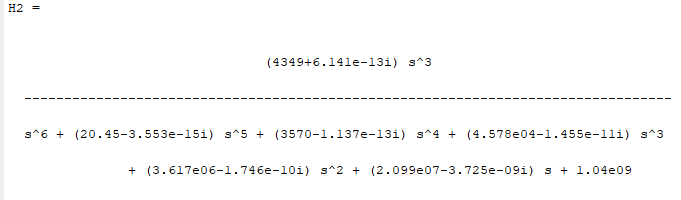 H2 =
(4349+6.141e-13i) s^3
---------------------------------------------------------------------------------
s^6 + (20.45-3.553e-15i) s^5 + (3570-1.137e-13i) s^4 + (4.578e04-1.455e-11i) s^3
+ (3.617e06-1.746e-10i) s^2 + (2.099e07-3.725e-09i) s + 1.04e09